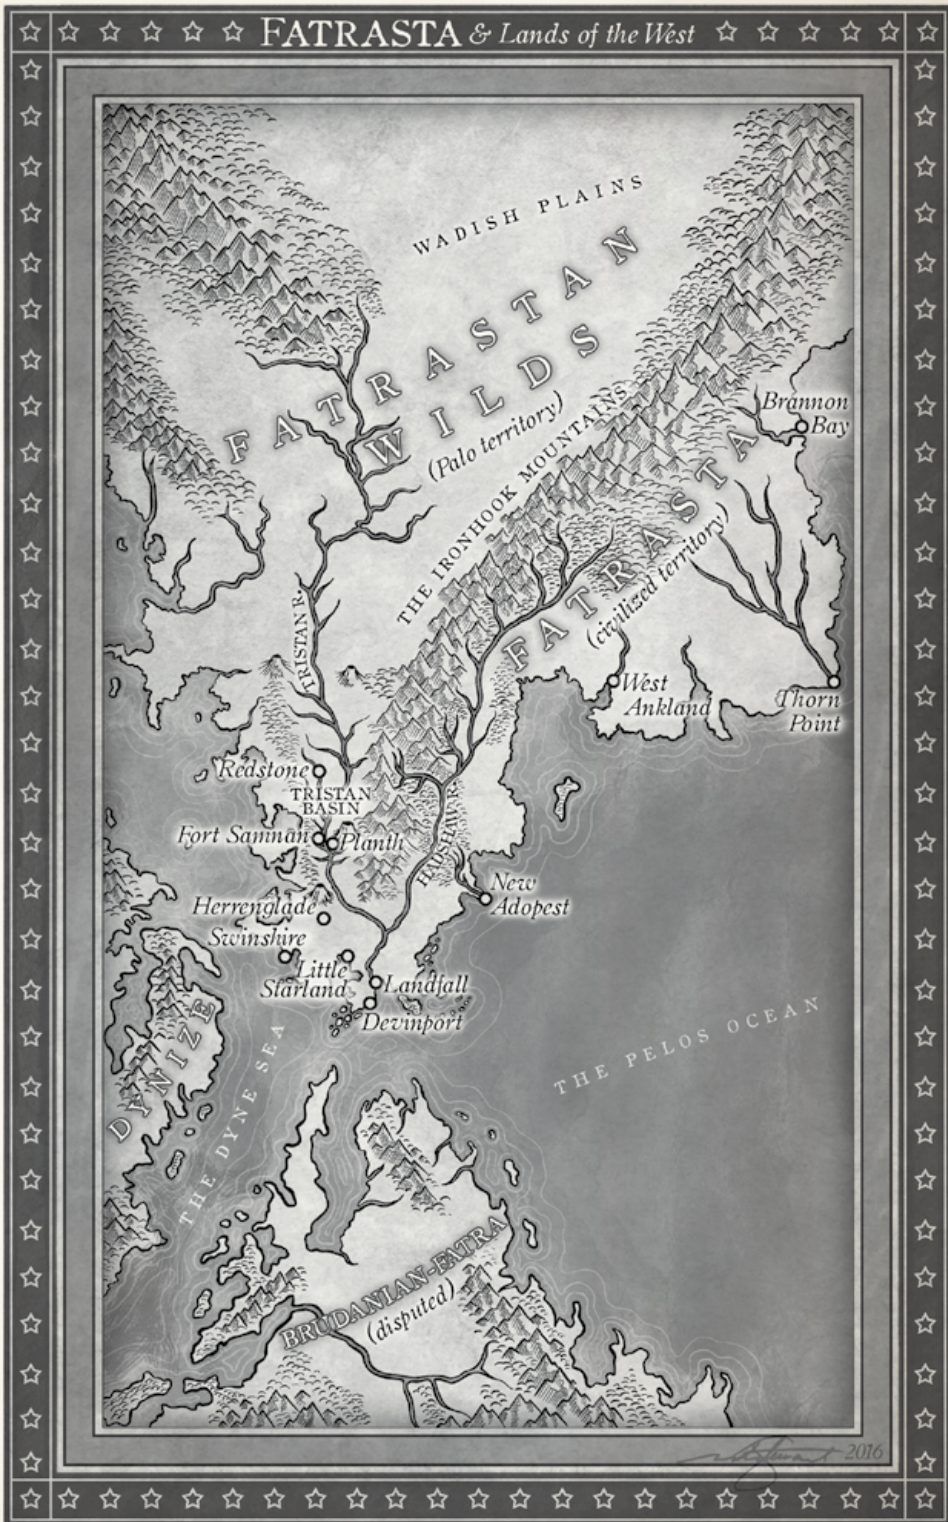 FATRASTA & Lands of the West
WADISH PLAINS
FATRASTAN
WILDS
(Palo territory)
THE IRONHOOK MOUNTAINS
Brannon
Bay
FATRASTA
(civilized territory)
TRISTAN R.
West
Ankland
Thorn
Point
Redstone
TRISTAN
BASIN
Fort Samnan
Planth
HADSHAW R.
New
Adopest
Herrenglade
Swinshire
Little
Starland
Landfall
Devinport
DYNIZE
THE DYNE SEA
THE PELOS OCEAN
BRUDANIAN-FATRA
(disputed)
2016